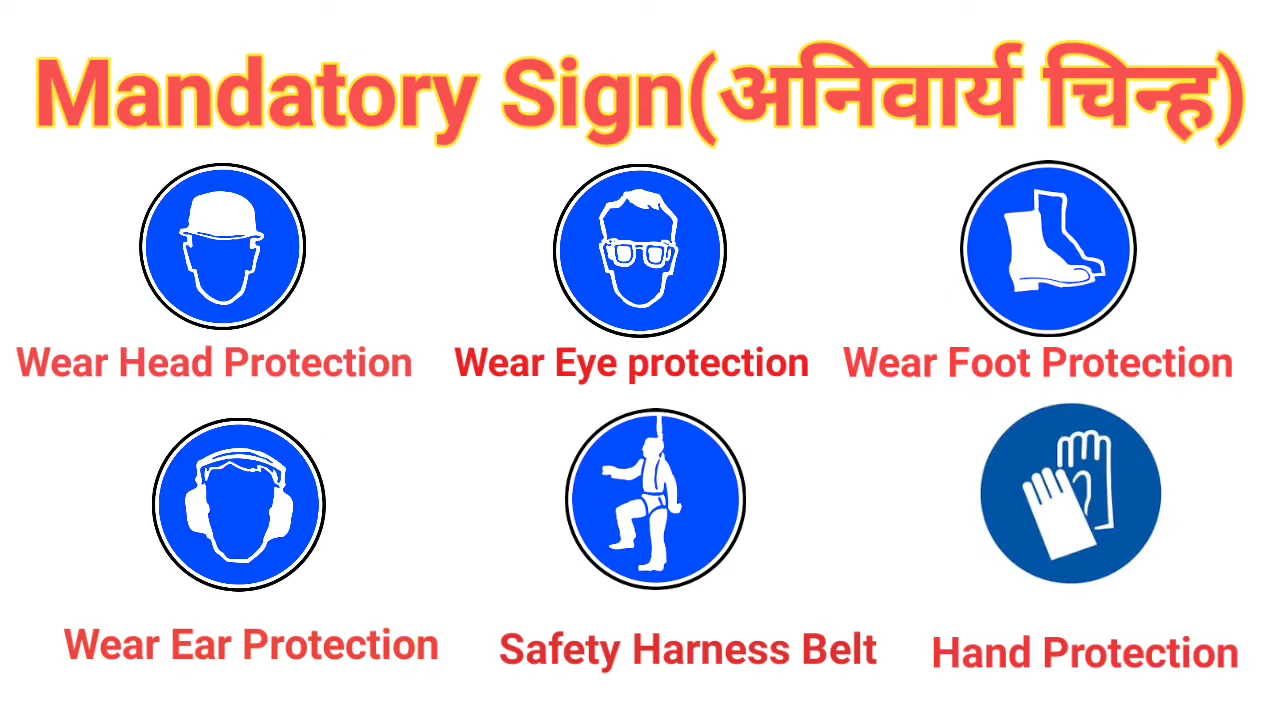 Mandatory Sign(अनिवार्य चिन्ह)
Wear Head Protection
Wear Eye protection
Wear Foot Protection
Wear Ear Protection
Safety Harness Belt
Hand Protection